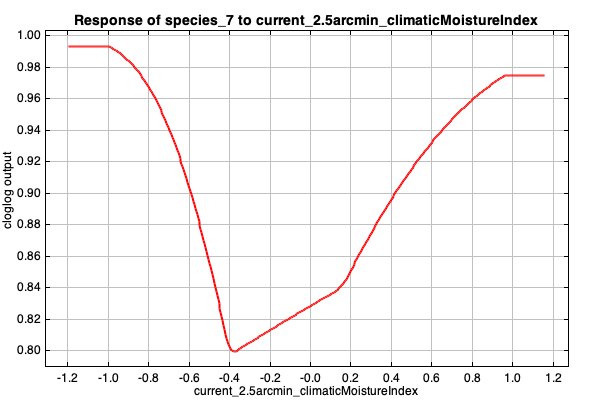 Response of species_7 to current_2.5arcmin_climaticMoistureIndex
1.00
0.98
0.96
0.94
0.92
0.90
0.88
0.86
0.84
0.82
0.80
cloglog output
-1.2 -1.0 -0.8 -0.6 -0.4 -0.2 -0.0 0.2 0.4 0.6 0.8 1.0 1.2
current_2.5arcmin_climaticMoistureIndex